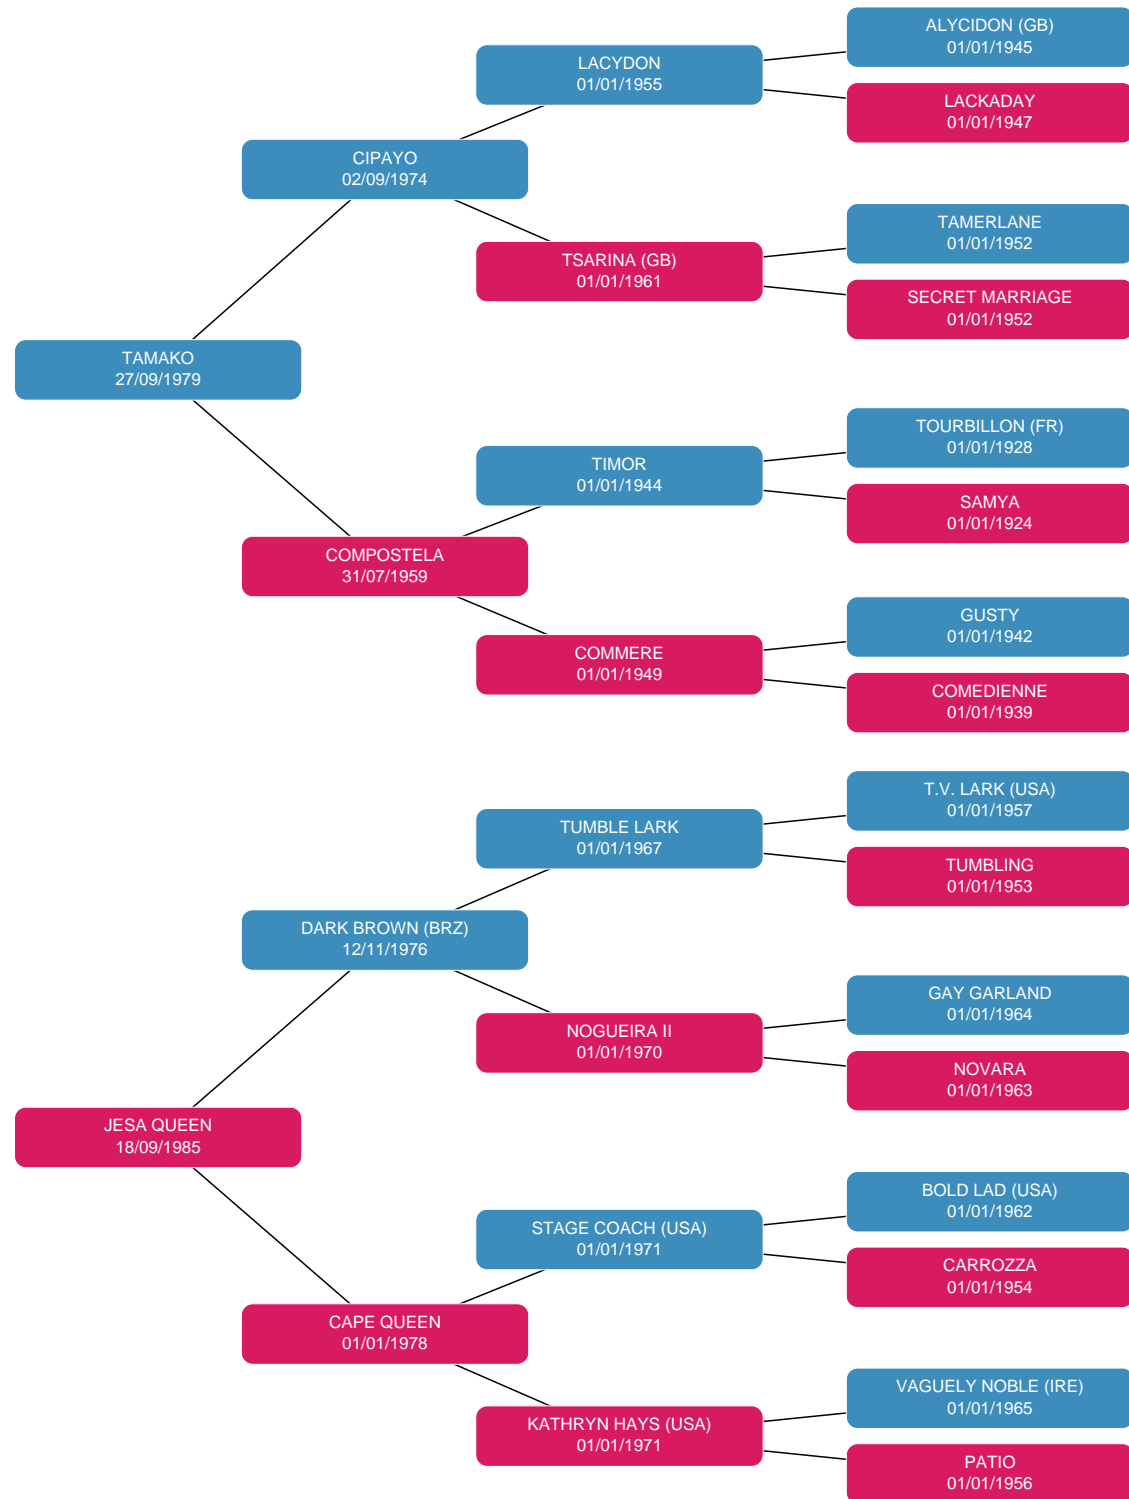 ALYCIDON (GB)
01/01/1945
LACYDON
01/01/1955
LACKADAY
01/01/1947
CIPAYO
02/09/1974
TAMERLANE
01/01/1952
TSARINA (GB)
01/01/1961
SECRET MARRIAGE
01/01/1952
TAMAKO
27/09/1979
TOURBILLON (FR)
01/01/1928
TIMOR
01/01/1944
SAMYA
01/01/1924
COMPOSTELA
31/07/1959
GUSTY
01/01/1942
COMMERE
01/01/1949
COMEDIENNE
01/01/1939
T.V. LARK (USA)
01/01/1957
TUMBLE LARK
01/01/1967
TUMBLING
01/01/1953
DARK BROWN (BRZ)
12/11/1976
GAY GARLAND
01/01/1964
NOGUEIRA II
01/01/1970
NOVARA
01/01/1963
JESA QUEEN
18/09/1985
BOLD LAD (USA)
01/01/1962
STAGE COACH (USA)
01/01/1971
CARROZZA
01/01/1954
CAPE QUEEN
01/01/1978
VAGUELY NOBLE (IRE)
01/01/1965
KATHRYN HAYS (USA)
01/01/1971
PATIO
01/01/1956